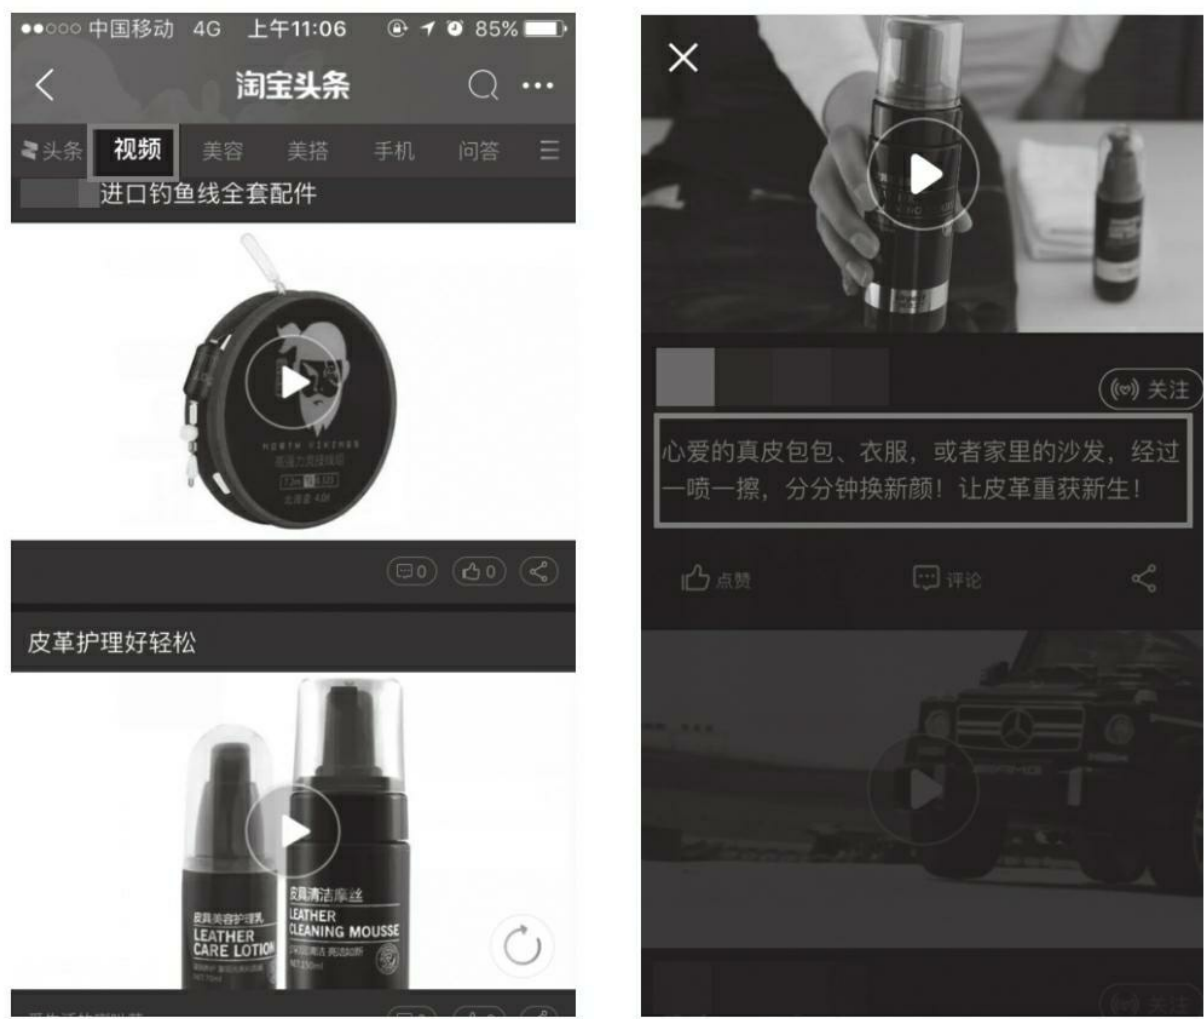 中国移动 4G 上午11:06 85%
淘宝头条
头条 视频 美容 美搭 手机 问答
进口钓鱼线全套配件
NORTH VIKINGS
0 0
皮革护理好轻松
皮具美容护理乳
LEATHER
CARE LOTION
皮具清洁摩丝
LEATHER
CLEANING MOUSSE
关注
心爱的真皮包包、衣服，或者家里的沙发，经过
一喷一擦，分分钟换新颜！让皮革重获新生！
点赞 评论
关注